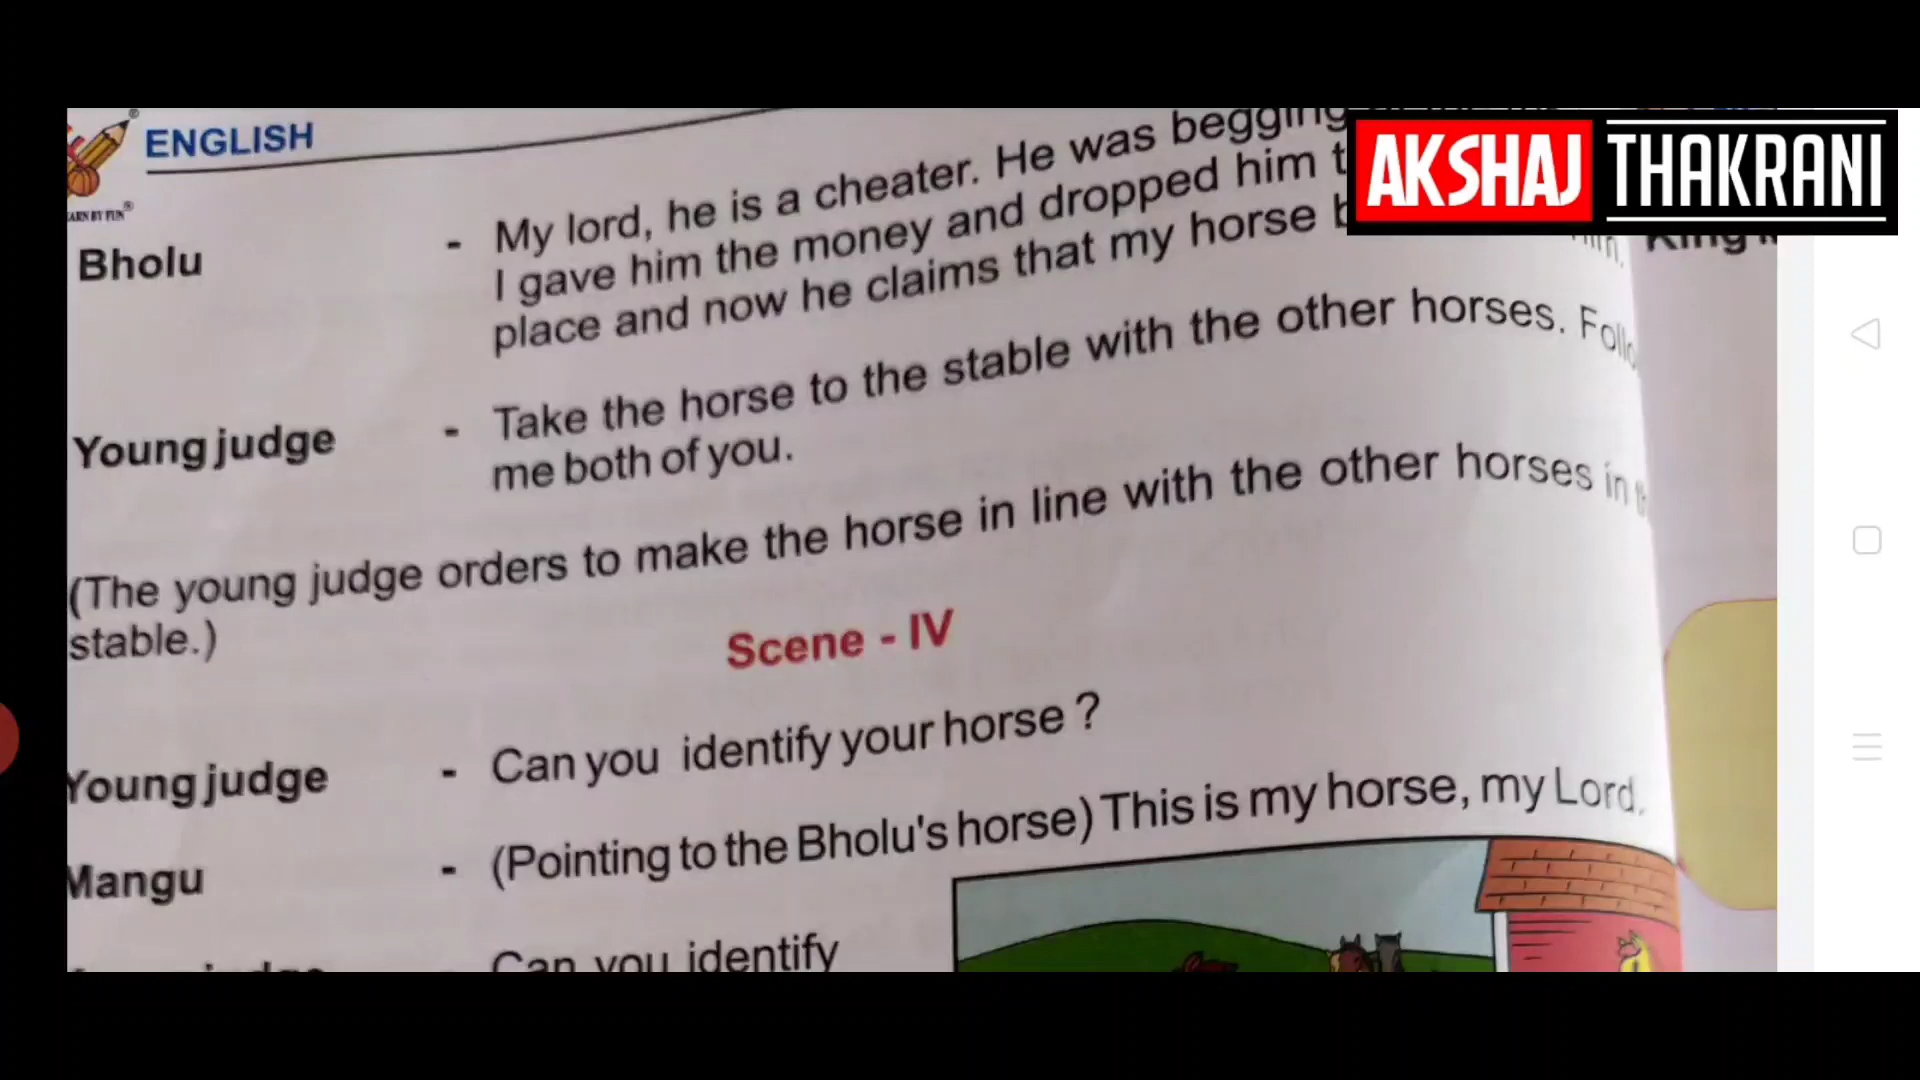 ENGLISH
AKSHAJ THAKRANI
Bholu - My lord, he is a cheater. He was begging
I gave him the money and dropped him
place and now he claims that my horse
Young judge - Take the horse to the stable with the other horses.
me both of you.
(The young judge orders to make the horse in line with the other horses in
stable.)
Scene - IV
Young judge - Can you identify your horse ?
Mangu - (Pointing to the Bholu's horse) This is my horse, my Lord.
Can you identify